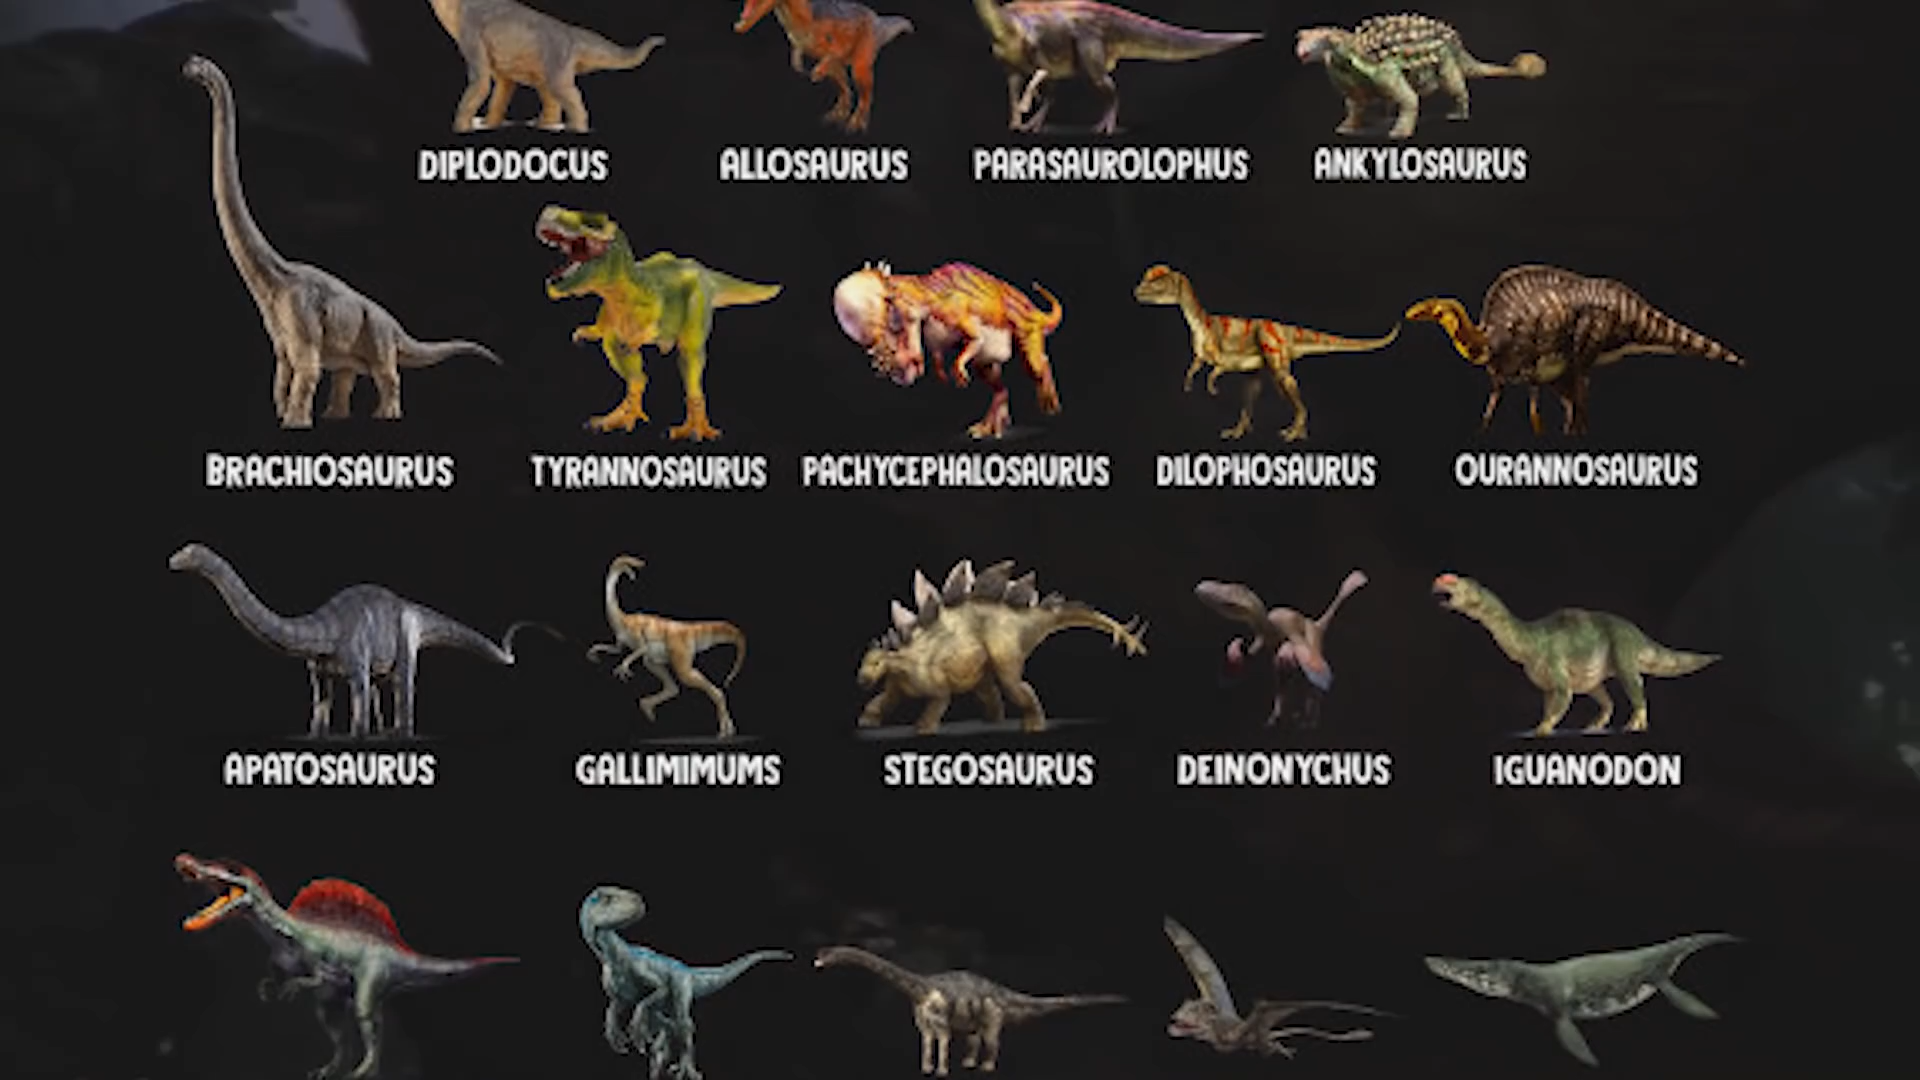 DIPLODOCUS ALLOSAURUS PARASAUROLOPHUS ANKYLOSAURUS
BRACHIOSAURUS TYRANNOSAURUS PACHYCEPHALOSAURUS DILOPHOSAURUS OURANNOSAURUS
APATOSAURUS GALLIMIMUMS STEGOSAURUS DEINONYCHUS IGUANODON